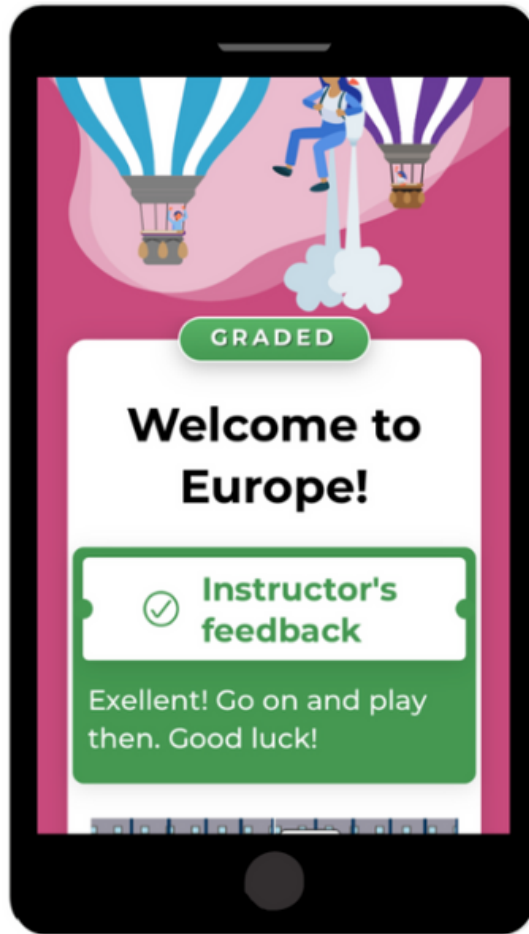 GRADED
Welcome to
Europe!
Instructor's
feedback
Exellent! Go on and play
then. Good luck!